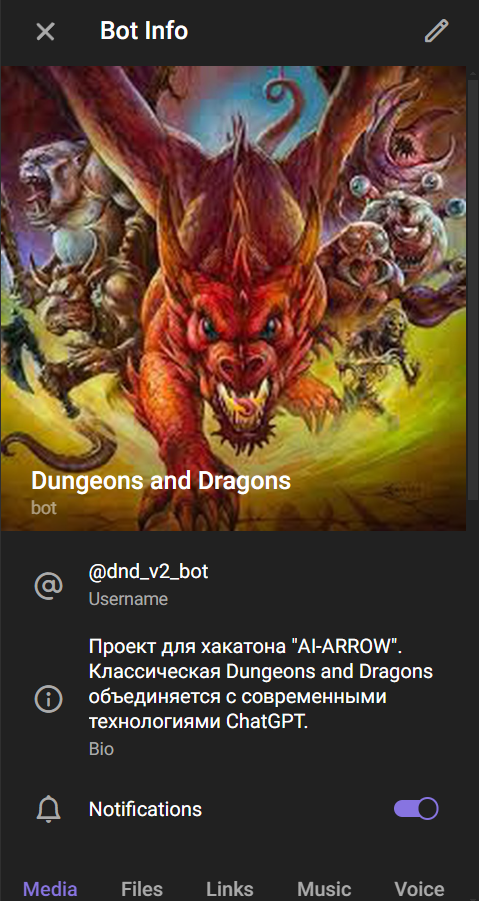 Bot Info
Dungeons and Dragons
bot
@dnd_v2_bot
Username
Проект для хакатона "AI-ARROW".
Классическая Dungeons and Dragons
объединяется с современными
технологиями ChatGPT.
Bio
Notifications
Media Files Links Music Voice